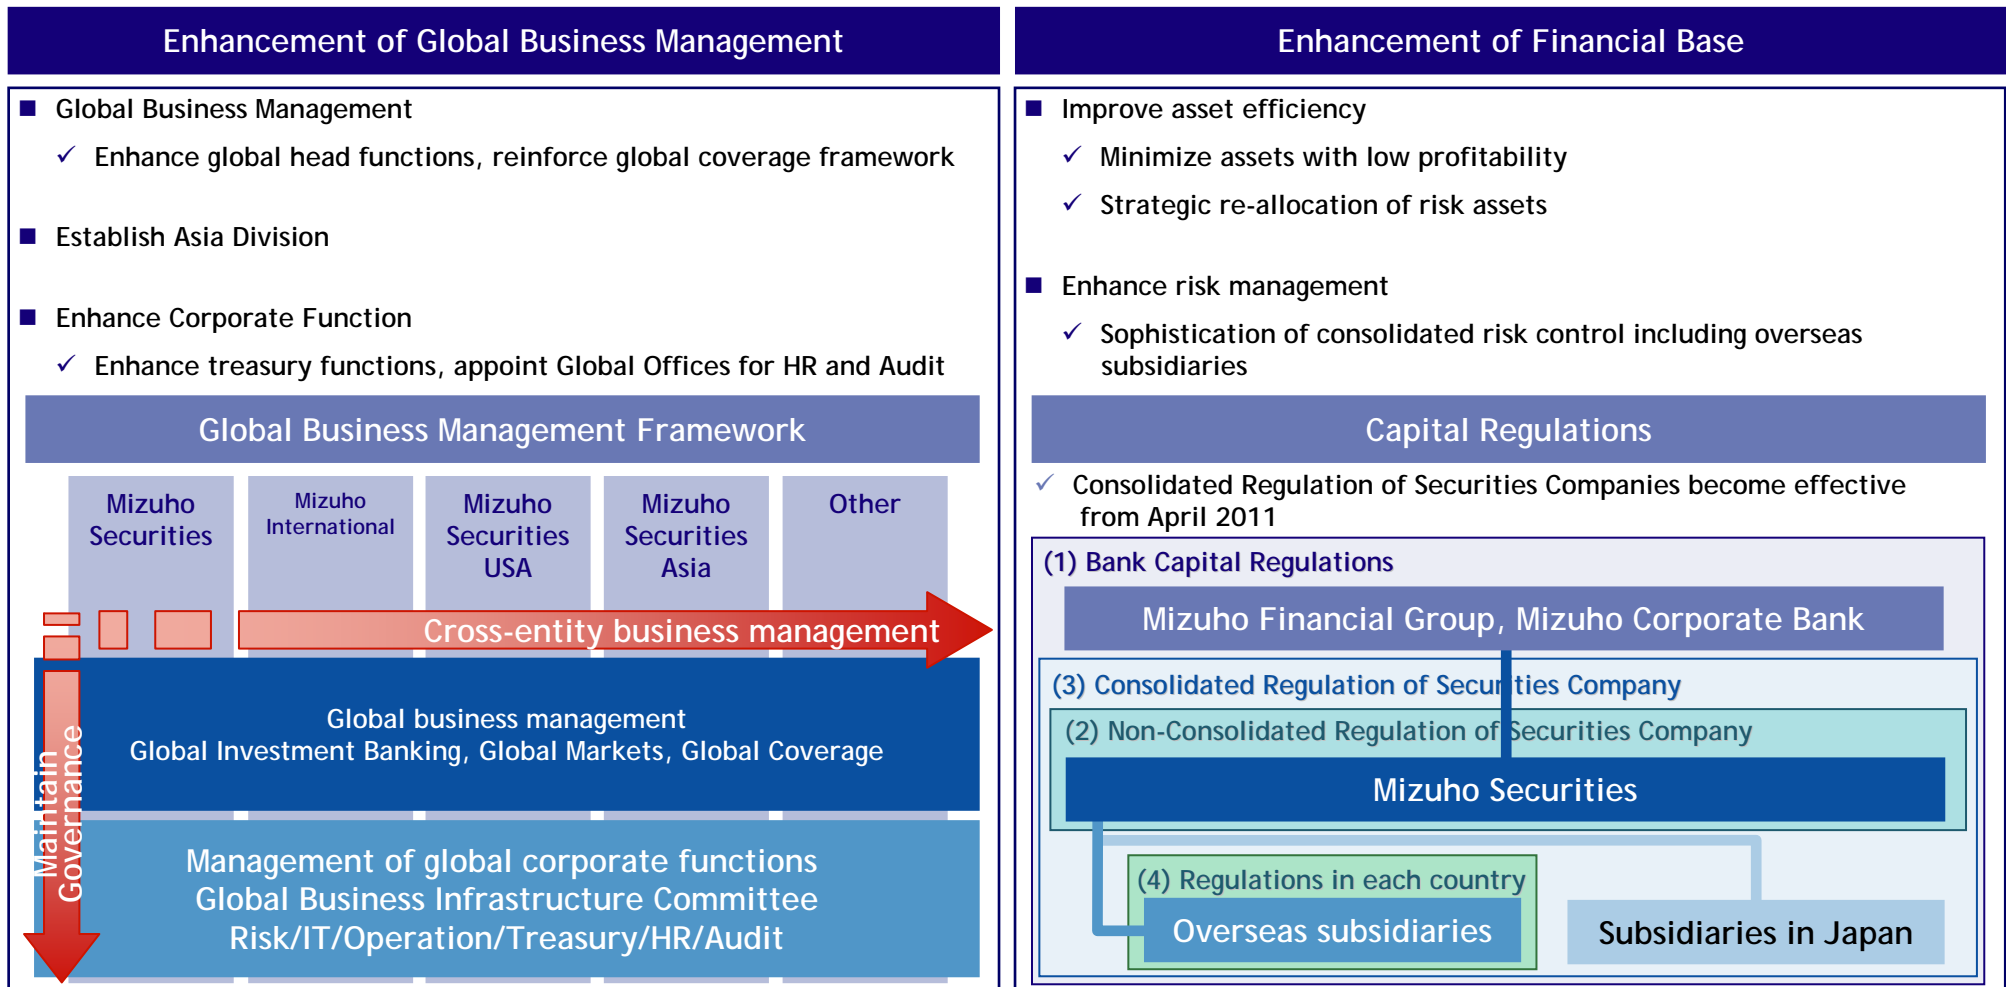 Enhancement of Global Business Management
Global Business Management
Enhance global head functions, reinforce global coverage framework
Establish Asia Division
Enhance Corporate Function
Enhance treasury functions, appoint Global Offices for HR and Audit
Global Business Management Framework
Mizuho
Securities
Mizuho
International
Mizuho
Securities
USA
Mizuho
Securities
Asia
Other
Cross-entity business management
Maintain
Governance
Global business management
Global Investment Banking, Global Markets, Global Coverage
Management of global corporate functions
Global Business Infrastructure Committee
Risk/IT/Operation/Treasury/HR/Audit
Enhancement of Financial Base
Improve asset efficiency
Minimize assets with low profitability
Strategic re-allocation of risk assets
Enhance risk management
Sophistication of consolidated risk control including overseas
subsidiaries
Capital Regulations
Consolidated Regulation of Securities Companies become effective
from April 2011
(1) Bank Capital Regulations
Mizuho Financial Group, Mizuho Corporate Bank
(3) Consolidated Regulation of Securities Company
(2) Non-Consolidated Regulation of Securities Company
Mizuho Securities
(4) Regulations in each country
Overseas subsidiaries
Subsidiaries in Japan